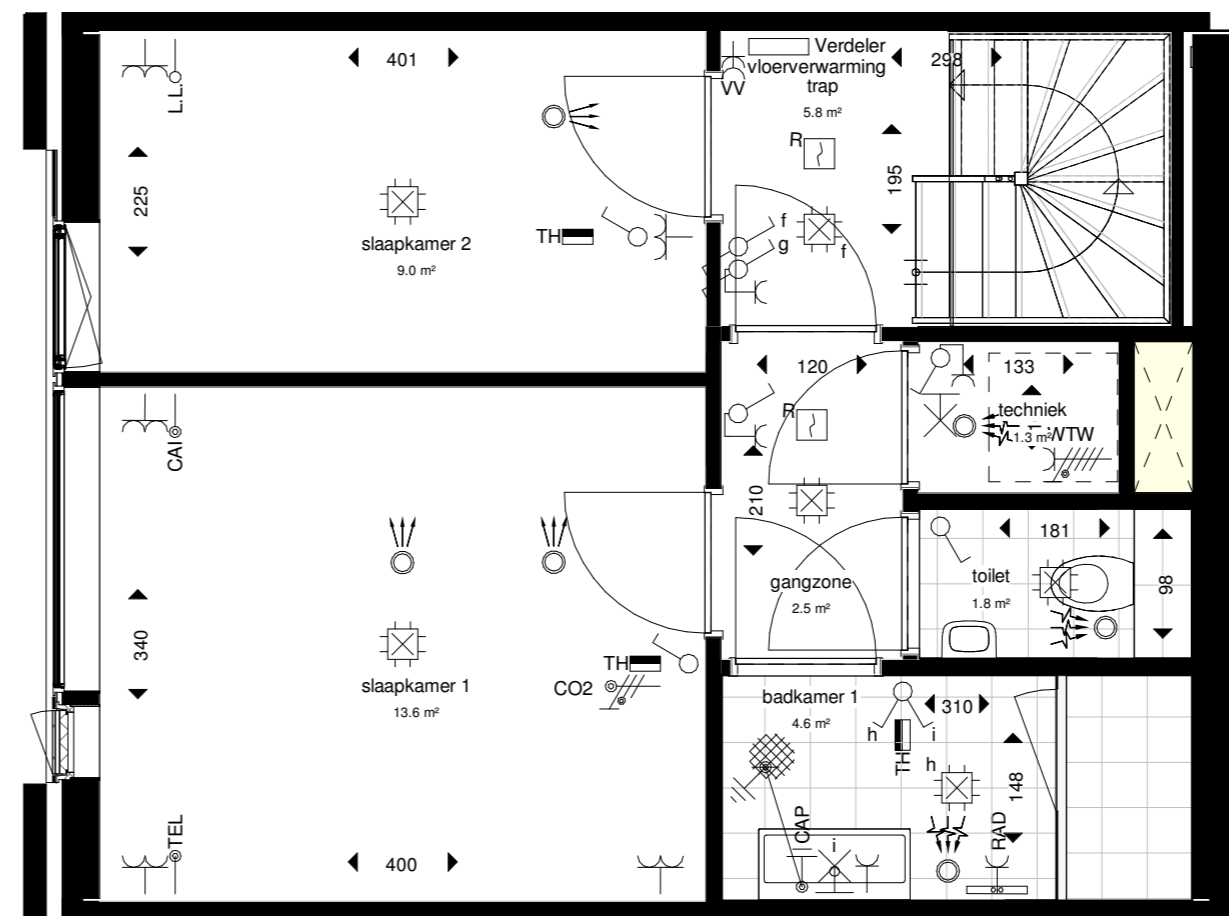 401
L.L.
Verdeler
vloerverwarming
trap
5.8 m²
298
VV
R
225
195
slaapkamer 2
9.0 m²
TH
f
g
f
120
133
R
techniek
1.3 m²
WTW
CAI
210
181
98
gangzone
2.5 m²
toilet
1.8 m²
340
TH
CO2
slaapkamer 1
13.6 m²
badkamer 1
4.6 m²
310
h
i
TH
h
148
CAP
RAD
TEL
400
i